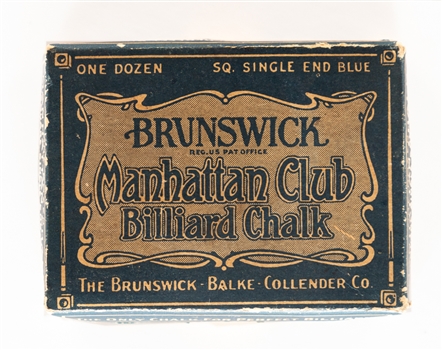 ONE DOZEN SQ. SINGLE END BLUE
BRUNSWICK
REG. US PAT OFFICE
Manhattan Club
Billiard Chalk
THE BRUNSWICK - BALKE - COLLENDER CO.